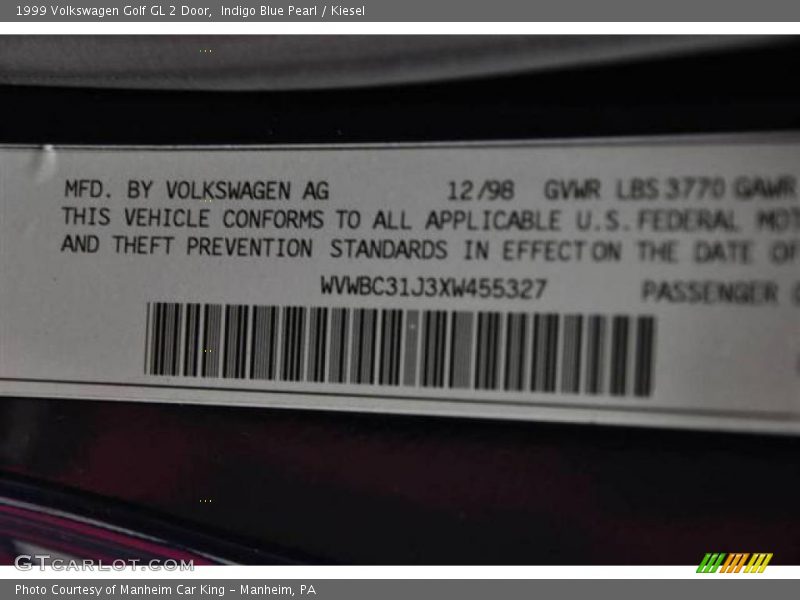 1999 Volkswagen Golf GL 2 Door, Indigo Blue Pearl / Kiesel
MFD. BY VOLKSWAGEN AG 12/98 GVWR LBS 3770 GAWR
THIS VEHICLE CONFORMS TO ALL APPLICABLE U.S. FEDERAL MOT
AND THEFT PREVENTION STANDARDS IN EFFECT ON THE DATE OF
WVWBC31J3XW455327 PASSENGER
GTCARLOT.COM
Photo Courtesy of Manheim Car King - Manheim, PA